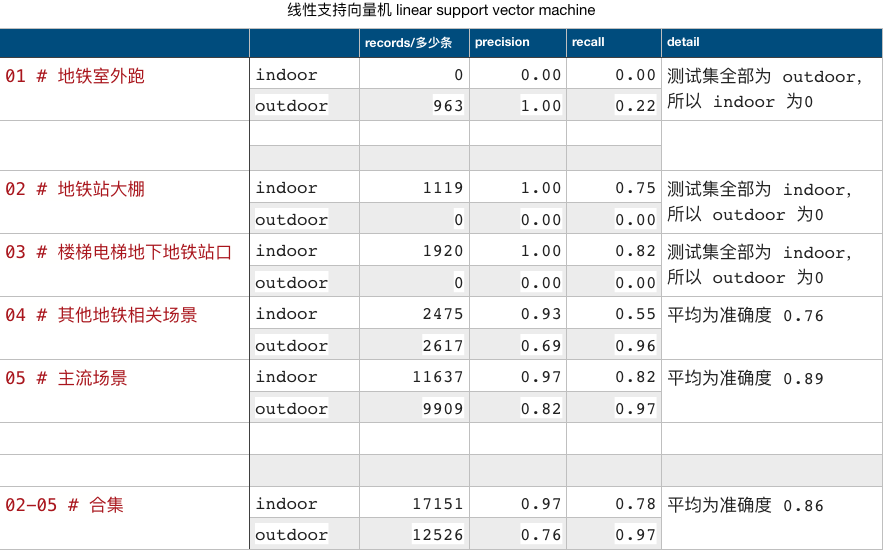 线性支持向量机 linear support vector machine
records/多少条 precision recall detail
01 # 地铁室外跑 indoor 0 0.00 0.00 测试集全部为 outdoor,
outdoor 963 1.00 0.22 所以 indoor 为0
02 # 地铁站大棚 indoor 1119 1.00 0.75 测试集全部为 indoor,
outdoor 0 0.00 0.00 所以 outdoor 为0
03 # 楼梯电梯地下地铁站口 indoor 1920 1.00 0.82 测试集全部为 indoor,
outdoor 0 0.00 0.00 所以 outdoor 为0
04 # 其他地铁相关场景 indoor 2475 0.93 0.55 平均为准确度 0.76
outdoor 2617 0.69 0.96
05 # 主流场景 indoor 11637 0.97 0.82 平均为准确度 0.89
outdoor 9909 0.82 0.97
02-05 # 合集 indoor 17151 0.97 0.78 平均为准确度 0.86
outdoor 12526 0.76 0.97